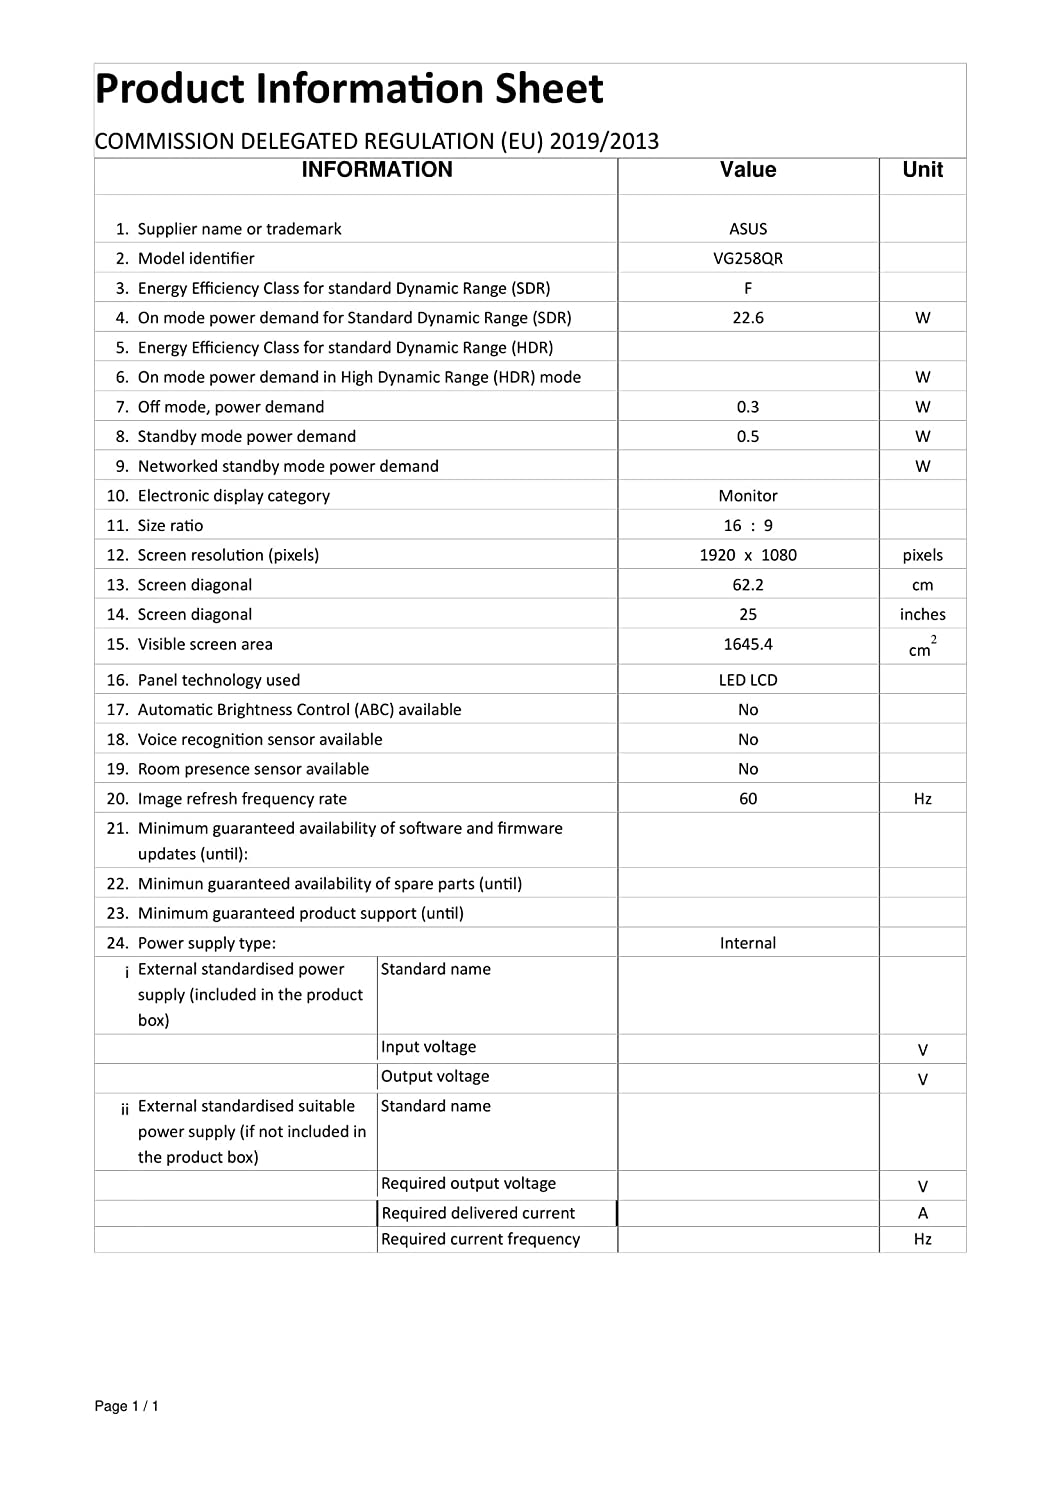 Product Information Sheet
COMMISSION DELEGATED REGULATION (EU) 2019/2013
INFORMATION Value Unit
1. Supplier name or trademark ASUS
2. Model identifier VG258QR
3. Energy Efficiency Class for standard Dynamic Range (SDR) F
4. On mode power demand for Standard Dynamic Range (SDR) 22.6 W
5. Energy Efficiency Class for standard Dynamic Range (HDR)
6. On mode power demand in High Dynamic Range (HDR) mode W
7. Off mode, power demand 0.3 W
8. Standby mode power demand 0.5 W
9. Networked standby mode power demand W
10. Electronic display category Monitor
11. Size ratio 16 : 9
12. Screen resolution (pixels) 1920 x 1080 pixels
13. Screen diagonal 62.2 cm
14. Screen diagonal 25 inches
15. Visible screen area 1645.4 cm²
16. Panel technology used LED LCD
17. Automatic Brightness Control (ABC) available No
18. Voice recognition sensor available No
19. Room presence sensor available No
20. Image refresh frequency rate 60 Hz
21. Minimum guaranteed availability of software and firmware
updates (until):
22. Minimun guaranteed availability of spare parts (until)
23. Minimum guaranteed product support (until)
24. Power supply type: Internal
i External standardised power Standard name
supply (included in the product
box)
Input voltage V
Output voltage V
ii External standardised suitable Standard name
power supply (if not included in
the product box)
Required output voltage V
Required delivered current A
Required current frequency Hz
Page 1 / 1